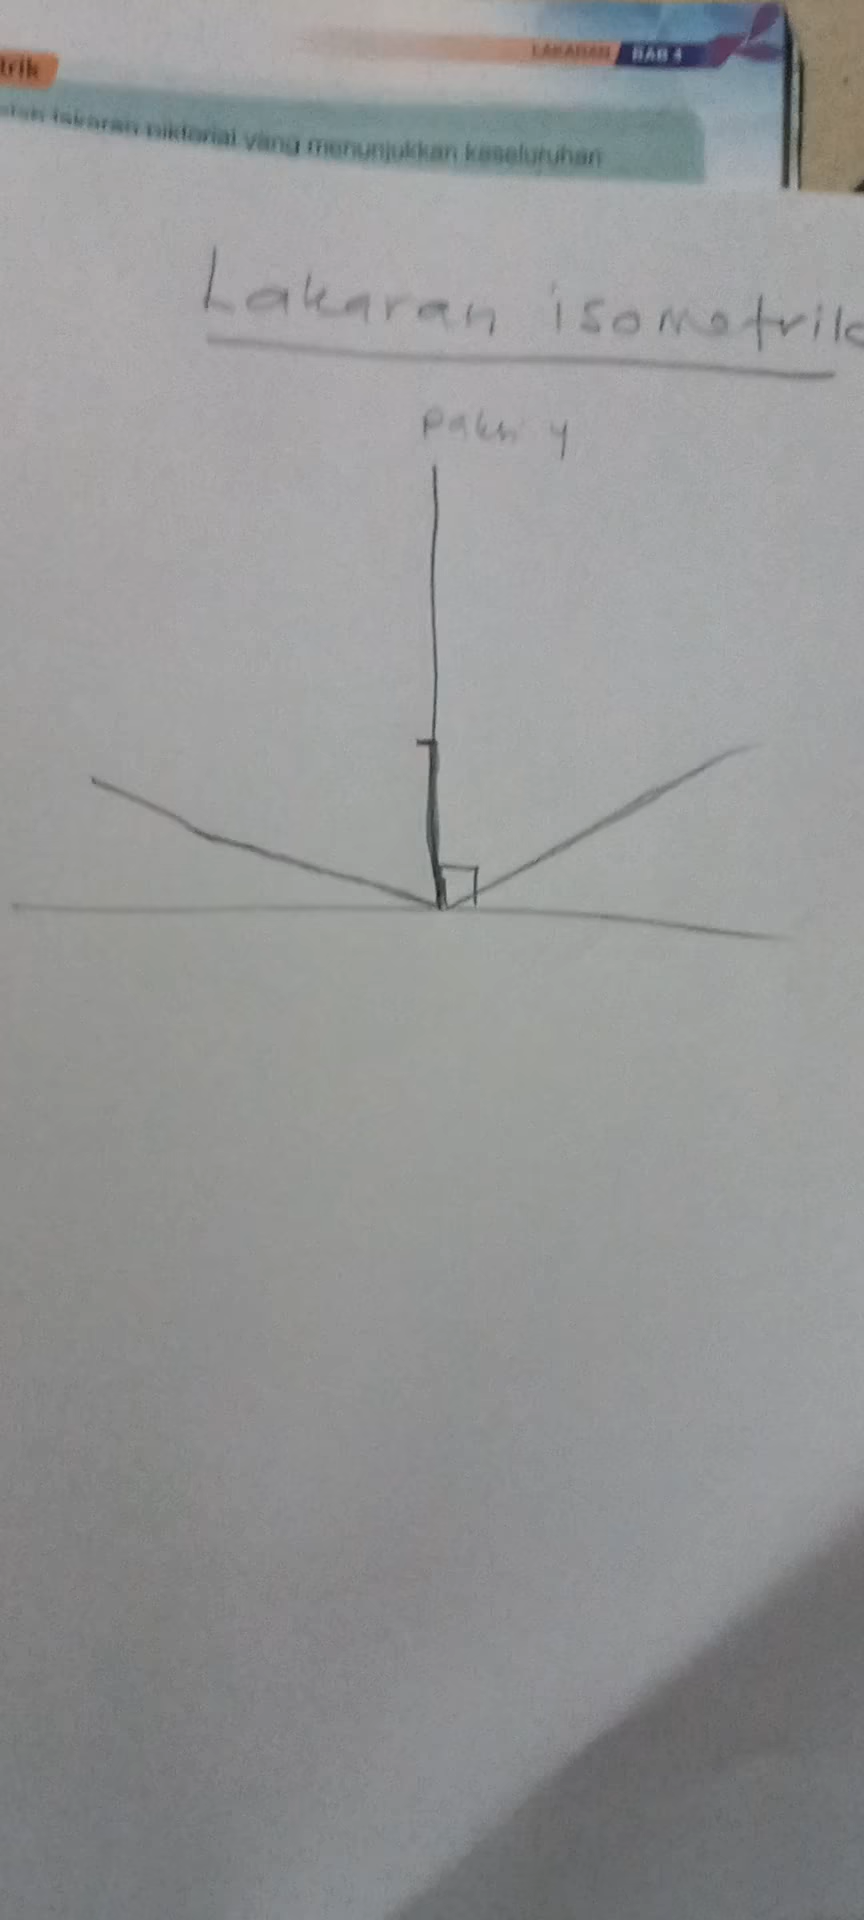 LAKARAN BAB 4
trik
lakaran piktorial yang menunjukkan keseluruhan
Lakaran isometrik
Paksi y